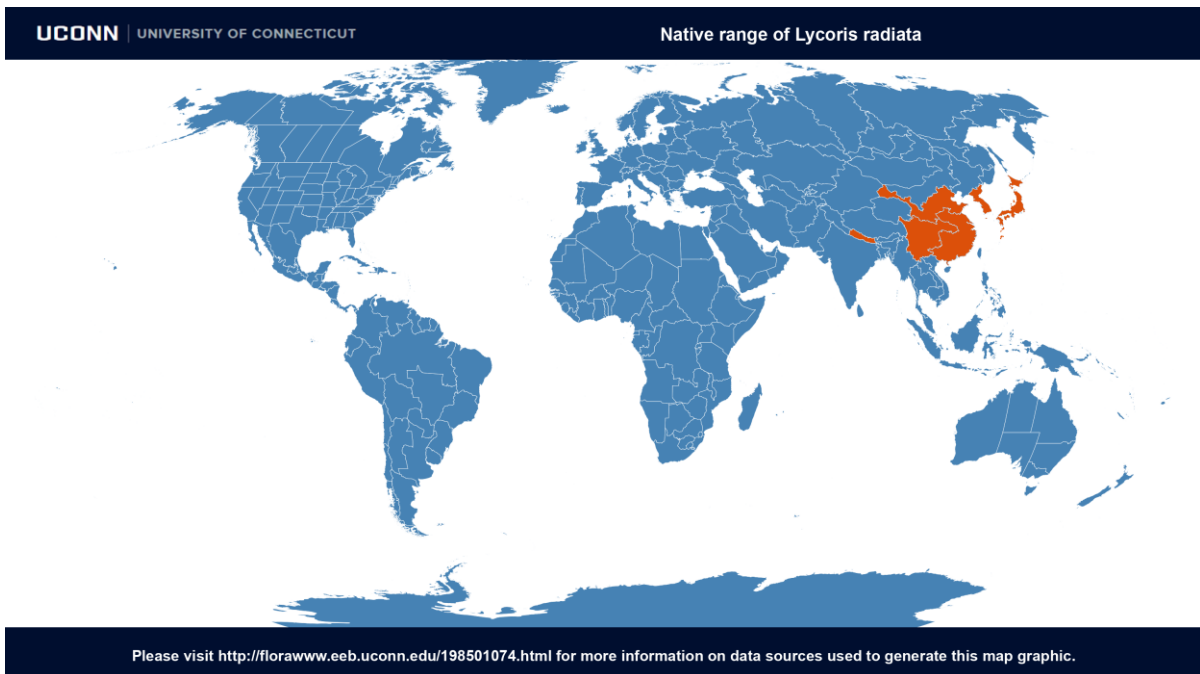 UCONN | UNIVERSITY OF CONNECTICUT
Native range of Lycoris radiata
Please visit http://florawww.eeb.uconn.edu/198501074.html for more information on data sources used to generate this map graphic.